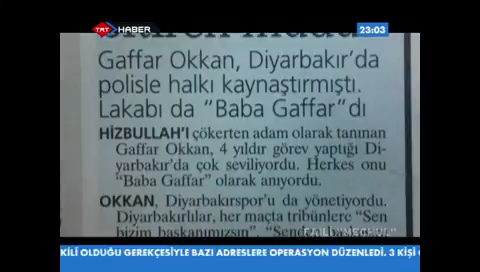 TRT HABER
23:03
Gaffar Okkan, Diyarbakır'da
polisle halkı kaynaştırmıştı.
Lakabı da "Baba Gaffar"dı
HİZBULLAH'I çökerten adam olarak tanınan
Gaffar Okkan, 4 yıldır görev yaptığı Di-
yarbakır'da çok seviliyordu. Herkes onu
"Baba Gaffar" olarak anıyordu.
OKKAN, Diyarbakırspor'u da yönetiyordu.
Diyarbakırlılar, her maçta tribünlere "Sen
bizim başkanımızsın",
KİLİ OLDUĞU GEREKÇESİYLE BAZI ADRESLERE OPERASYON DÜZENLEDİ. 3 KİŞİ